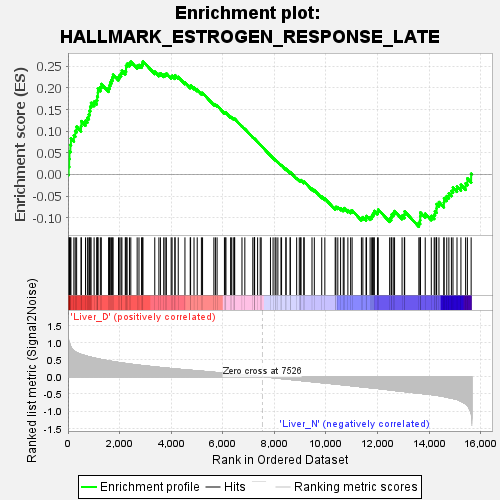 Enrichment plot:
HALLMARK_ESTROGEN_RESPONSE_LATE
Enrichment score (ES)
0.25
0.20
0.15
0.10
0.05
0.00
-0.05
-0.10
'Liver_D' (positively correlated)
Ranked list metric (Signal2Noise)
1.5
1.0
0.5
0.0
-0.5
-1.0
-1.5
Zero cross at 7526
'Liver_N' (negatively correlated)
0
2,000
4,000
6,000
8,000
10,000
12,000
14,000
16,000
Rank in Ordered Dataset
Enrichment profile
Hits
Ranking metric scores